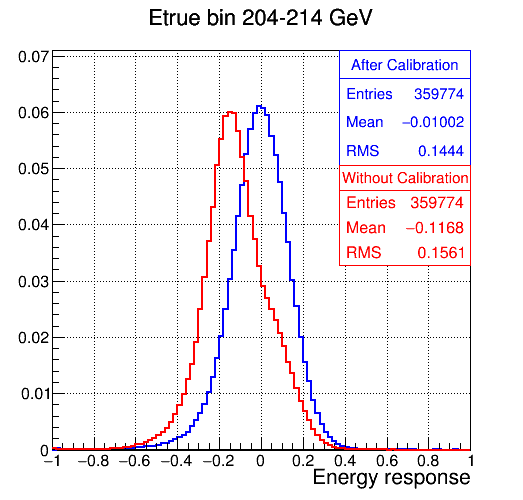 Etrue bin 204-214 GeV
0.07
0.06
0.05
0.04
0.03
0.02
0.01
0
After Calibration
Entries 359774
Mean −0.01002
RMS 0.1444
Without Calibration
Entries 359774
Mean −0.1168
RMS 0.1561
−1 −0.8 −0.6 −0.4 −0.2 0 0.2 0.4 0.6 0.8 1
Energy response